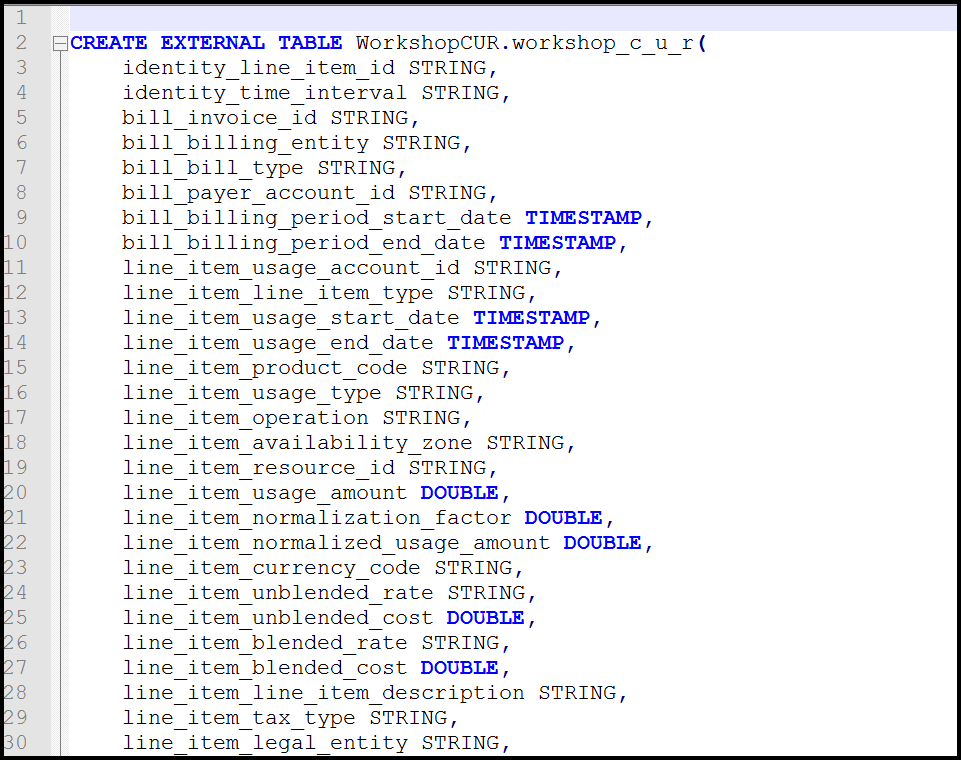 1
2 CREATE EXTERNAL TABLE WorkshopCUR.workshop_c_u_r(
3 identity_line_item_id STRING,
4 identity_time_interval STRING,
5 bill_invoice_id STRING,
6 bill_billing_entity STRING,
7 bill_bill_type STRING,
8 bill_payer_account_id STRING,
9 bill_billing_period_start_date TIMESTAMP,
10 bill_billing_period_end_date TIMESTAMP,
11 line_item_usage_account_id STRING,
12 line_item_line_item_type STRING,
13 line_item_usage_start_date TIMESTAMP,
14 line_item_usage_end_date TIMESTAMP,
15 line_item_product_code STRING,
16 line_item_usage_type STRING,
17 line_item_operation STRING,
18 line_item_availability_zone STRING,
19 line_item_resource_id STRING,
20 line_item_usage_amount DOUBLE,
21 line_item_normalization_factor DOUBLE,
22 line_item_normalized_usage_amount DOUBLE,
23 line_item_currency_code STRING,
24 line_item_unblended_rate STRING,
25 line_item_unblended_cost DOUBLE,
26 line_item_blended_rate STRING,
27 line_item_blended_cost DOUBLE,
28 line_item_line_item_description STRING,
29 line_item_tax_type STRING,
30 line_item_legal_entity STRING,